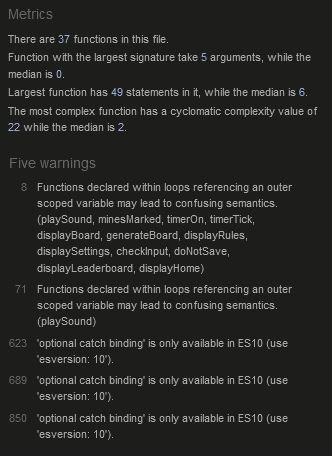 Metrics
There are 37 functions in this file.
Function with the largest signature take 5 arguments, while the
median is 0.
Largest function has 49 statements in it, while the median is 6.
The most complex function has a cyclomatic complexity value of
22 while the median is 2.
Five warnings
8 Functions declared within loops referencing an outer
scoped variable may lead to confusing semantics.
(playSound, minesMarked, timerOn, timerTick,
displayBoard, generateBoard, displayRules,
displaySettings, checkInput, doNotSave,
displayLeaderboard, displayHome)
71 Functions declared within loops referencing an outer
scoped variable may lead to confusing semantics.
(playSound)
623 'optional catch binding' is only available in ES10 (use
'esversion: 10').
689 'optional catch binding' is only available in ES10 (use
'esversion: 10').
850 'optional catch binding' is only available in ES10 (use
'esversion: 10').